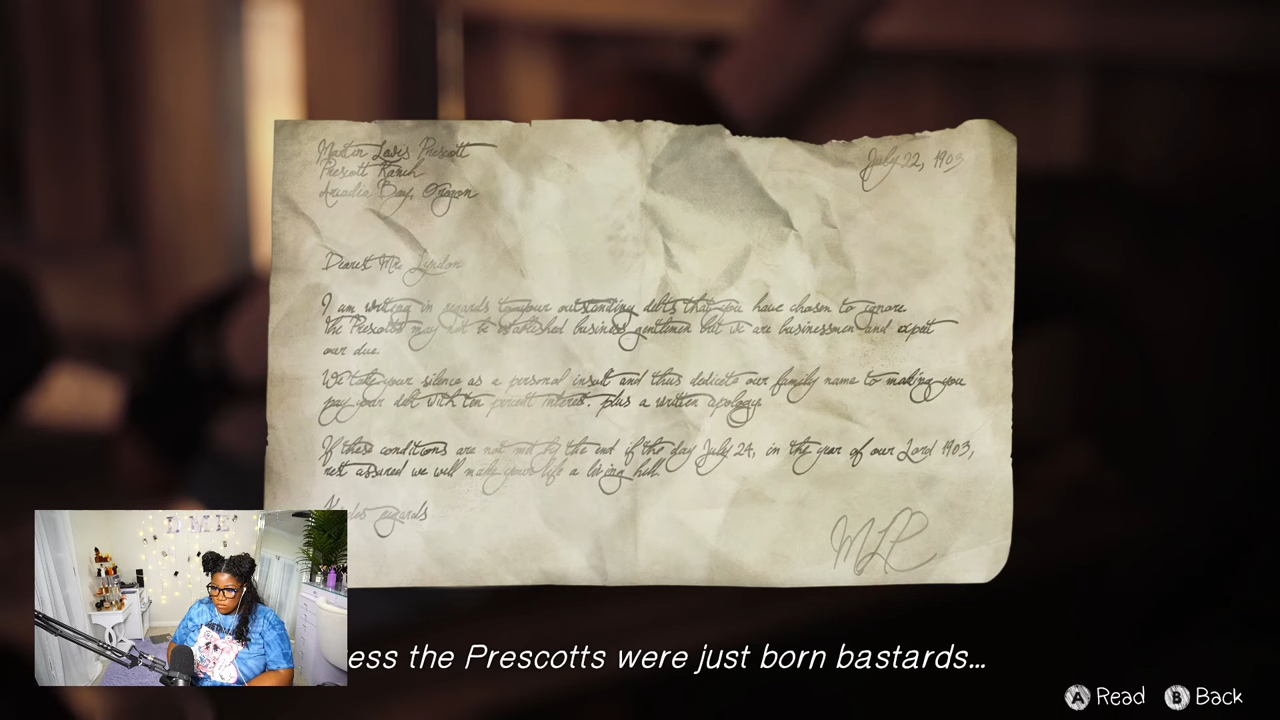 Martin Lewis Prescott
July 22, 1903
Prescott Ranch
Arcadia Bay, Oregon
Dearest Mr. Lyndon
I am writing in regards to your outstanding debts that you have chosen to ignore.
The Prescotts may not be established business gentlemen but we are businessmen and expect
our due.
We take your silence as a personal insult and thus dedicate our family name to making you
pay your debt with ten percent interest, plus a written apology.
If these conditions are not met by the end if the day July 24, in the year of our Lord 1903,
rest assured we will make your life a living hell.
regards
MLP
ess the Prescotts were just born bastards...
A Read B Back